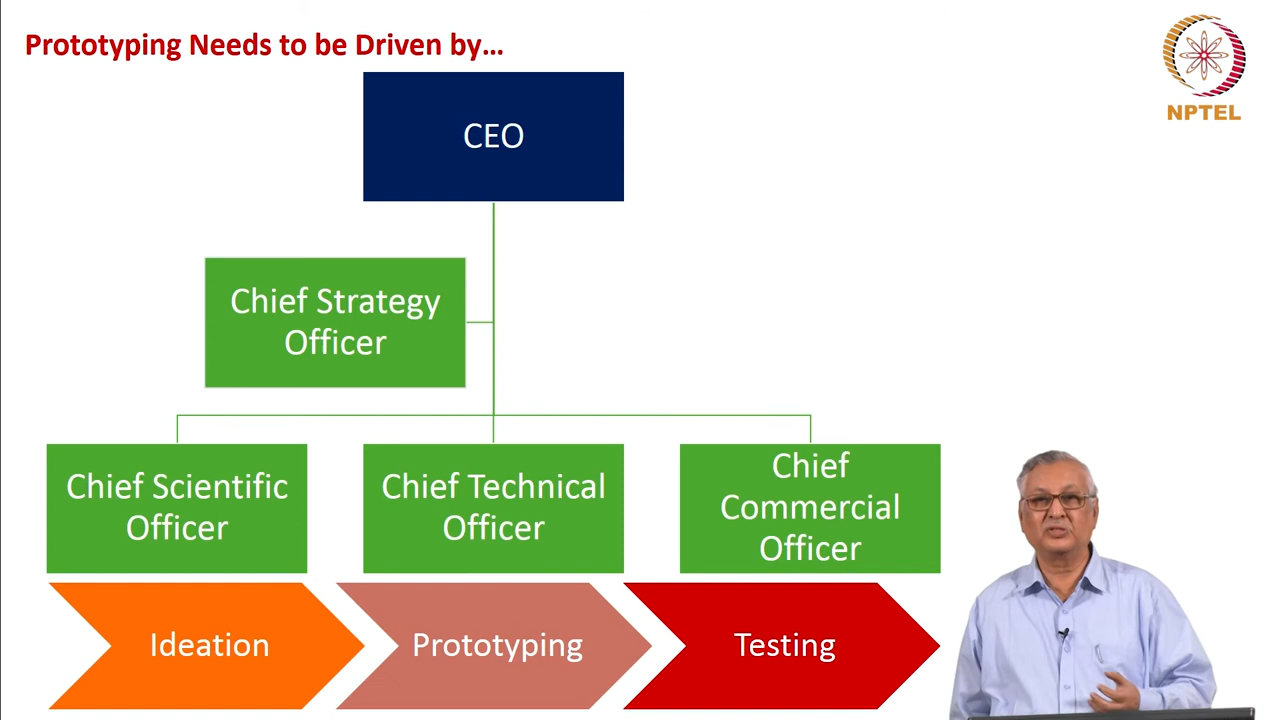 Prototyping Needs to be Driven by...
NPTEL
CEO
Chief Strategy
Officer
Chief Scientific
Officer
Chief Technical
Officer
Chief
Commercial
Officer
Ideation
Prototyping
Testing